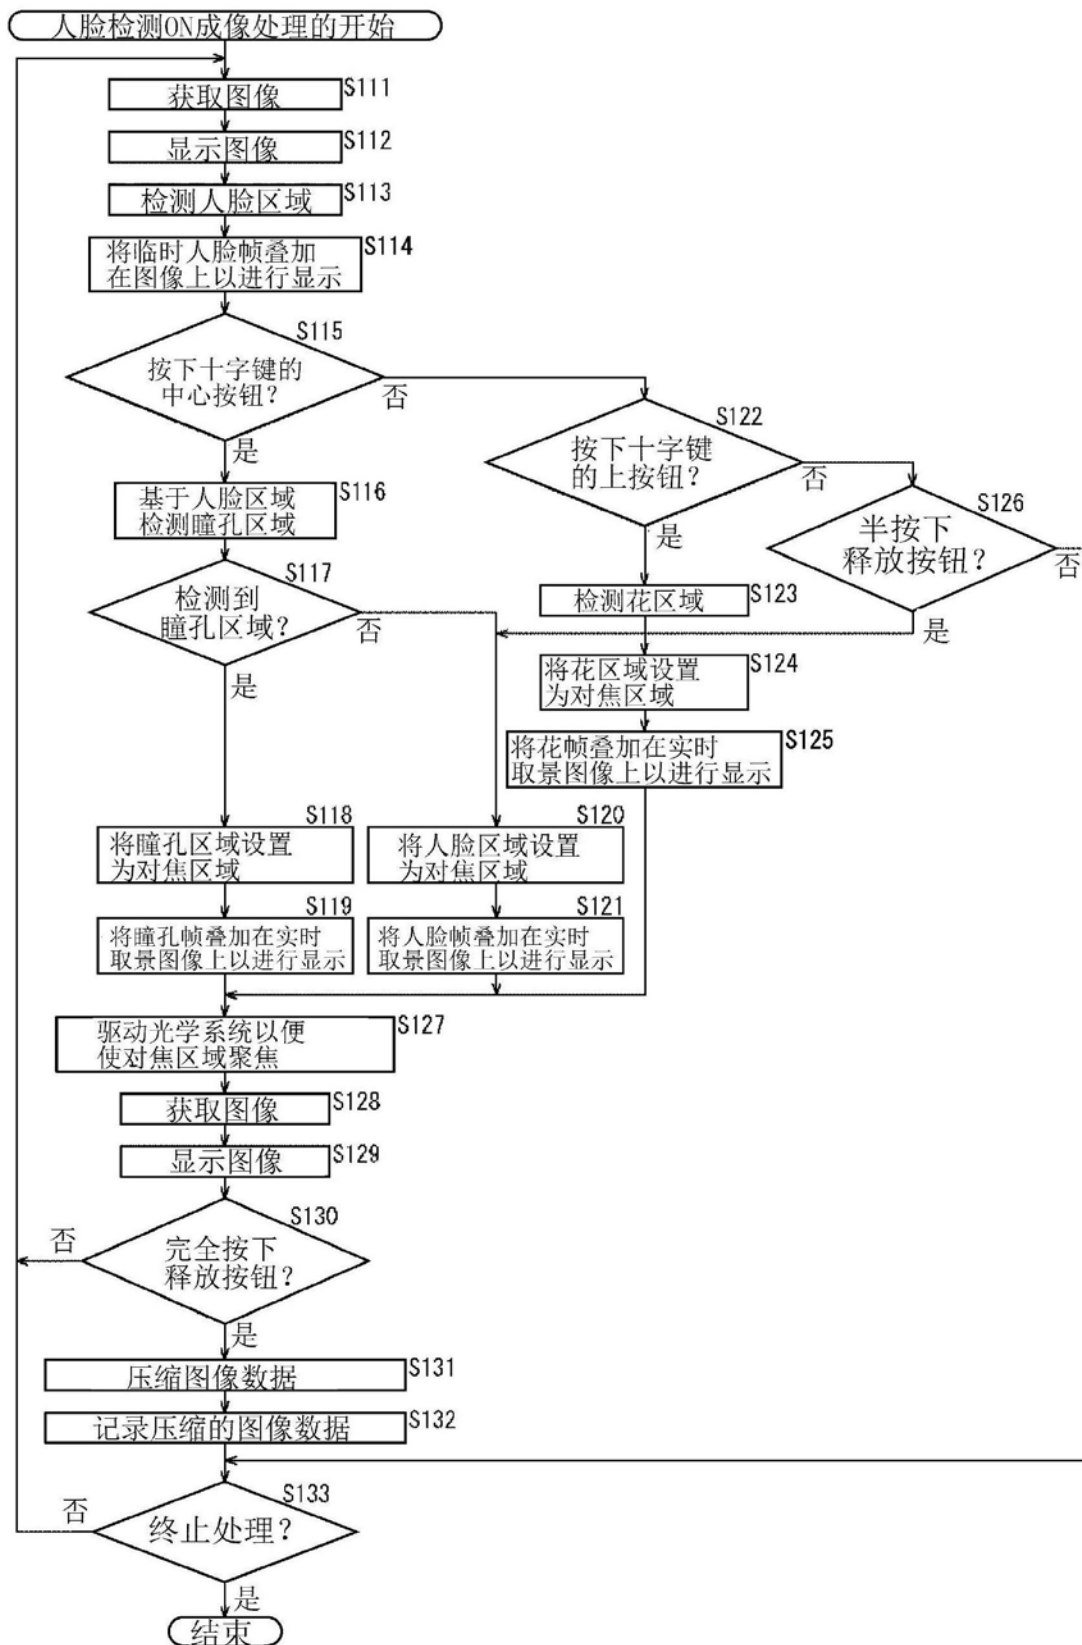 人脸检测ON成像处理的开始
获取图像
S111
显示图像
S112
检测人脸区域
S113
将临时人脸帧叠加
在图像上以进行显示
S114
S115
按下十字键的
中心按钮？
否
是
S122
按下十字键
的上按钮？
否
是
S126
半按下
释放按钮？
否
是
基于人脸区域
检测瞳孔区域
S116
S117
检测到
瞳孔区域？
否
是
检测花区域
S123
将花区域设置
为对焦区域
S124
将花帧叠加在实时
取景图像上以进行显示
S125
S118
将瞳孔区域设置
为对焦区域
S120
将人脸区域设置
为对焦区域
S119
将瞳孔帧叠加在实时
取景图像上以进行显示
S121
将人脸帧叠加在实时
取景图像上以进行显示
驱动光学系统以便
使对焦区域聚焦
S127
获取图像
S128
显示图像
S129
S130
完全按下
释放按钮？
否
是
压缩图像数据
S131
记录压缩的图像数据
S132
S133
终止处理？
否
是
结束